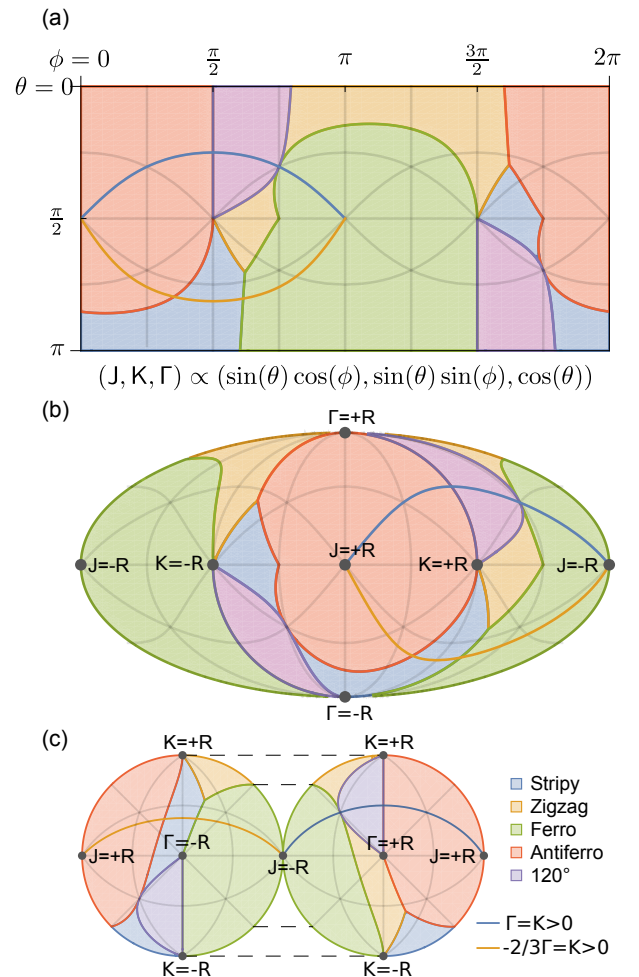 (a)
ϕ = 0 π/2 π 3π/2 2π
θ = 0
π/2
π
(J, K, Γ) ∝ (sin(θ) cos(ϕ), sin(θ) sin(ϕ), cos(θ))
(b)
Γ=+R
J=-R K=-R J=+R K=+R J=-R
Γ=-R
(c)
K=+R K=+R
J=+R Γ=-R J=-R Γ=+R J=+R
K=-R K=-R
Stripy
Zigzag
Ferro
Antiferro
120°
Γ=K>0
-2/3Γ=K>0